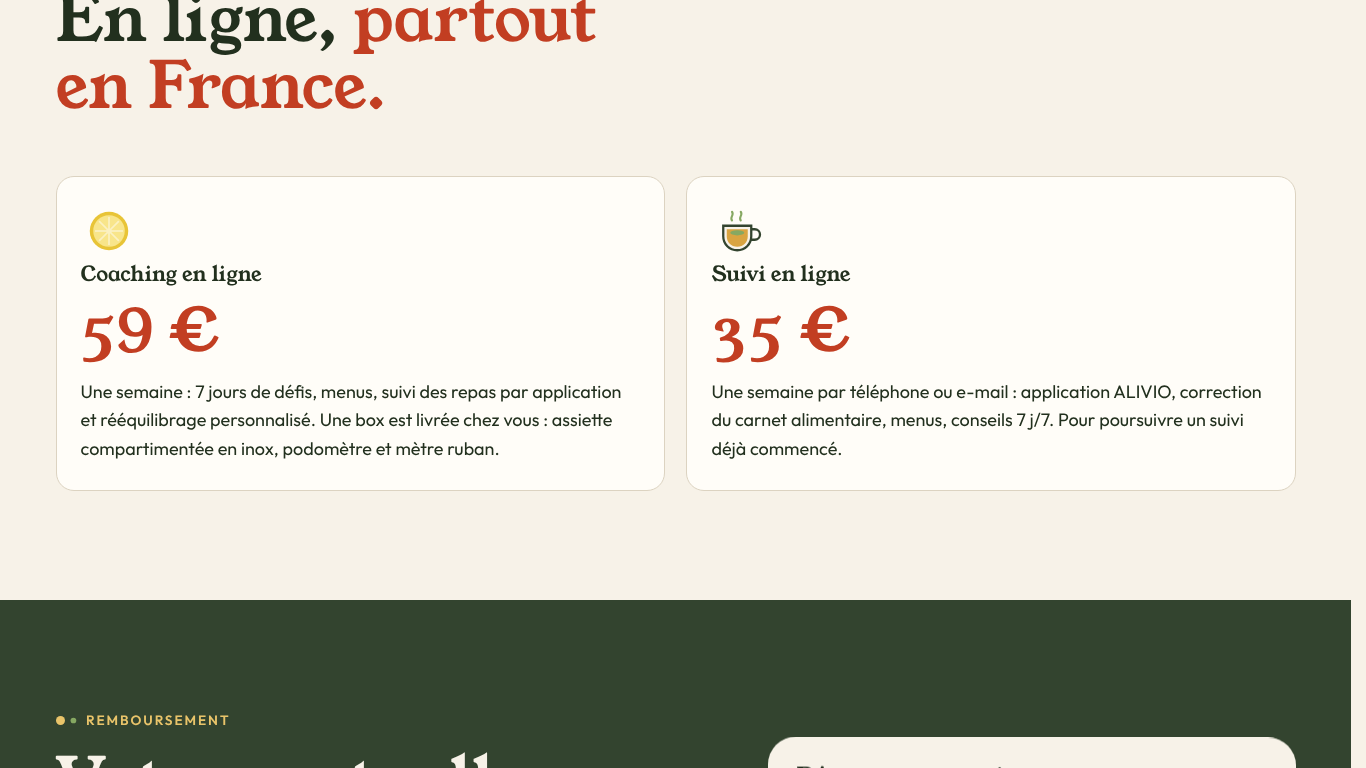 En ligne, partout
en France.
Coaching en ligne
59 €
Une semaine : 7 jours de défis, menus, suivi des repas par application
et rééquilibrage personnalisé. Une box est livrée chez vous : assiette
compartimentée en inox, podomètre et mètre ruban.
Suivi en ligne
35 €
Une semaine par téléphone ou e-mail : application ALIVIO, correction
du carnet alimentaire, menus, conseils 7 j/7. Pour poursuivre un suivi
déjà commencé.
REMBOURSEMENT